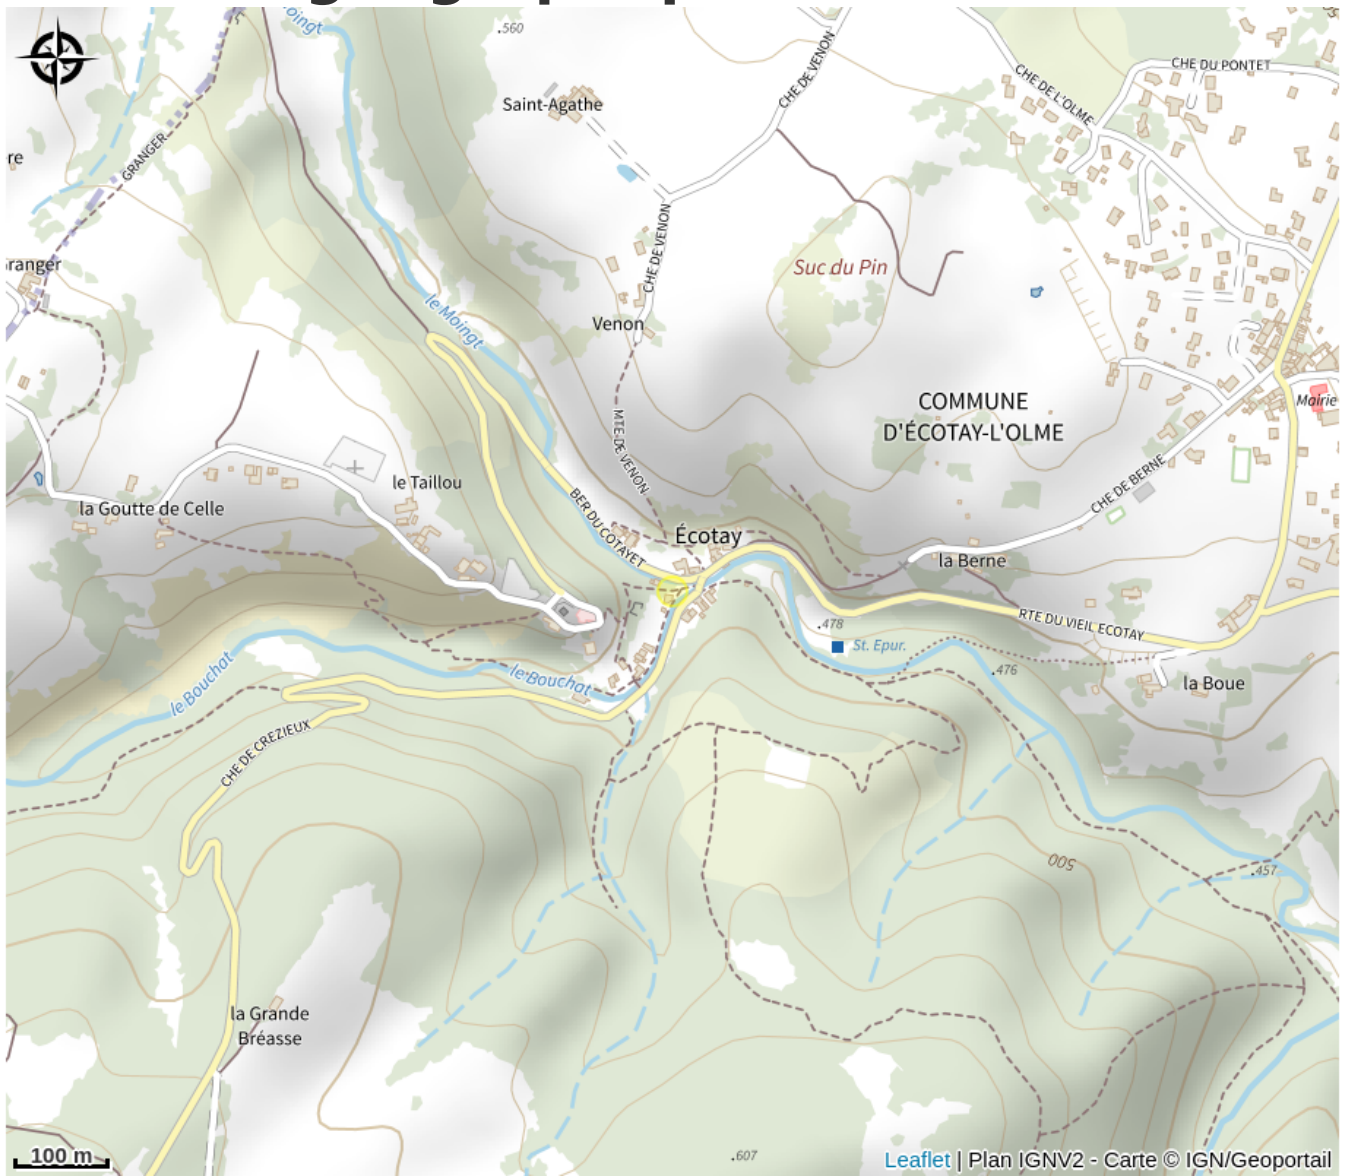 Moingt
.560
CHE DE VENON
CHE DE L'OLME
CHE DU PONTET
Saint-Agathe
GRANGER
re
CHE DE VENON
ranger
Suc du Pin
le Moingt
Venon
COMMUNE
D'ÉCOTAY-L'OLME
Mairie
MTE DE VENON
le Taillou
la Goutte de Celle
BER DU COTAYET
CHE DE BERNE
Écotay
la Berne
.478
RTE DU VIEIL ECOTAY
St. Epur.
.476
le Bouchat
le Bouchat
la Boue
CHE DE CREZIEUX
500
.457
la Grande
Bréasse
.607
100 m
Leaflet | Plan IGNV2 - Carte © IGN/Geoportail